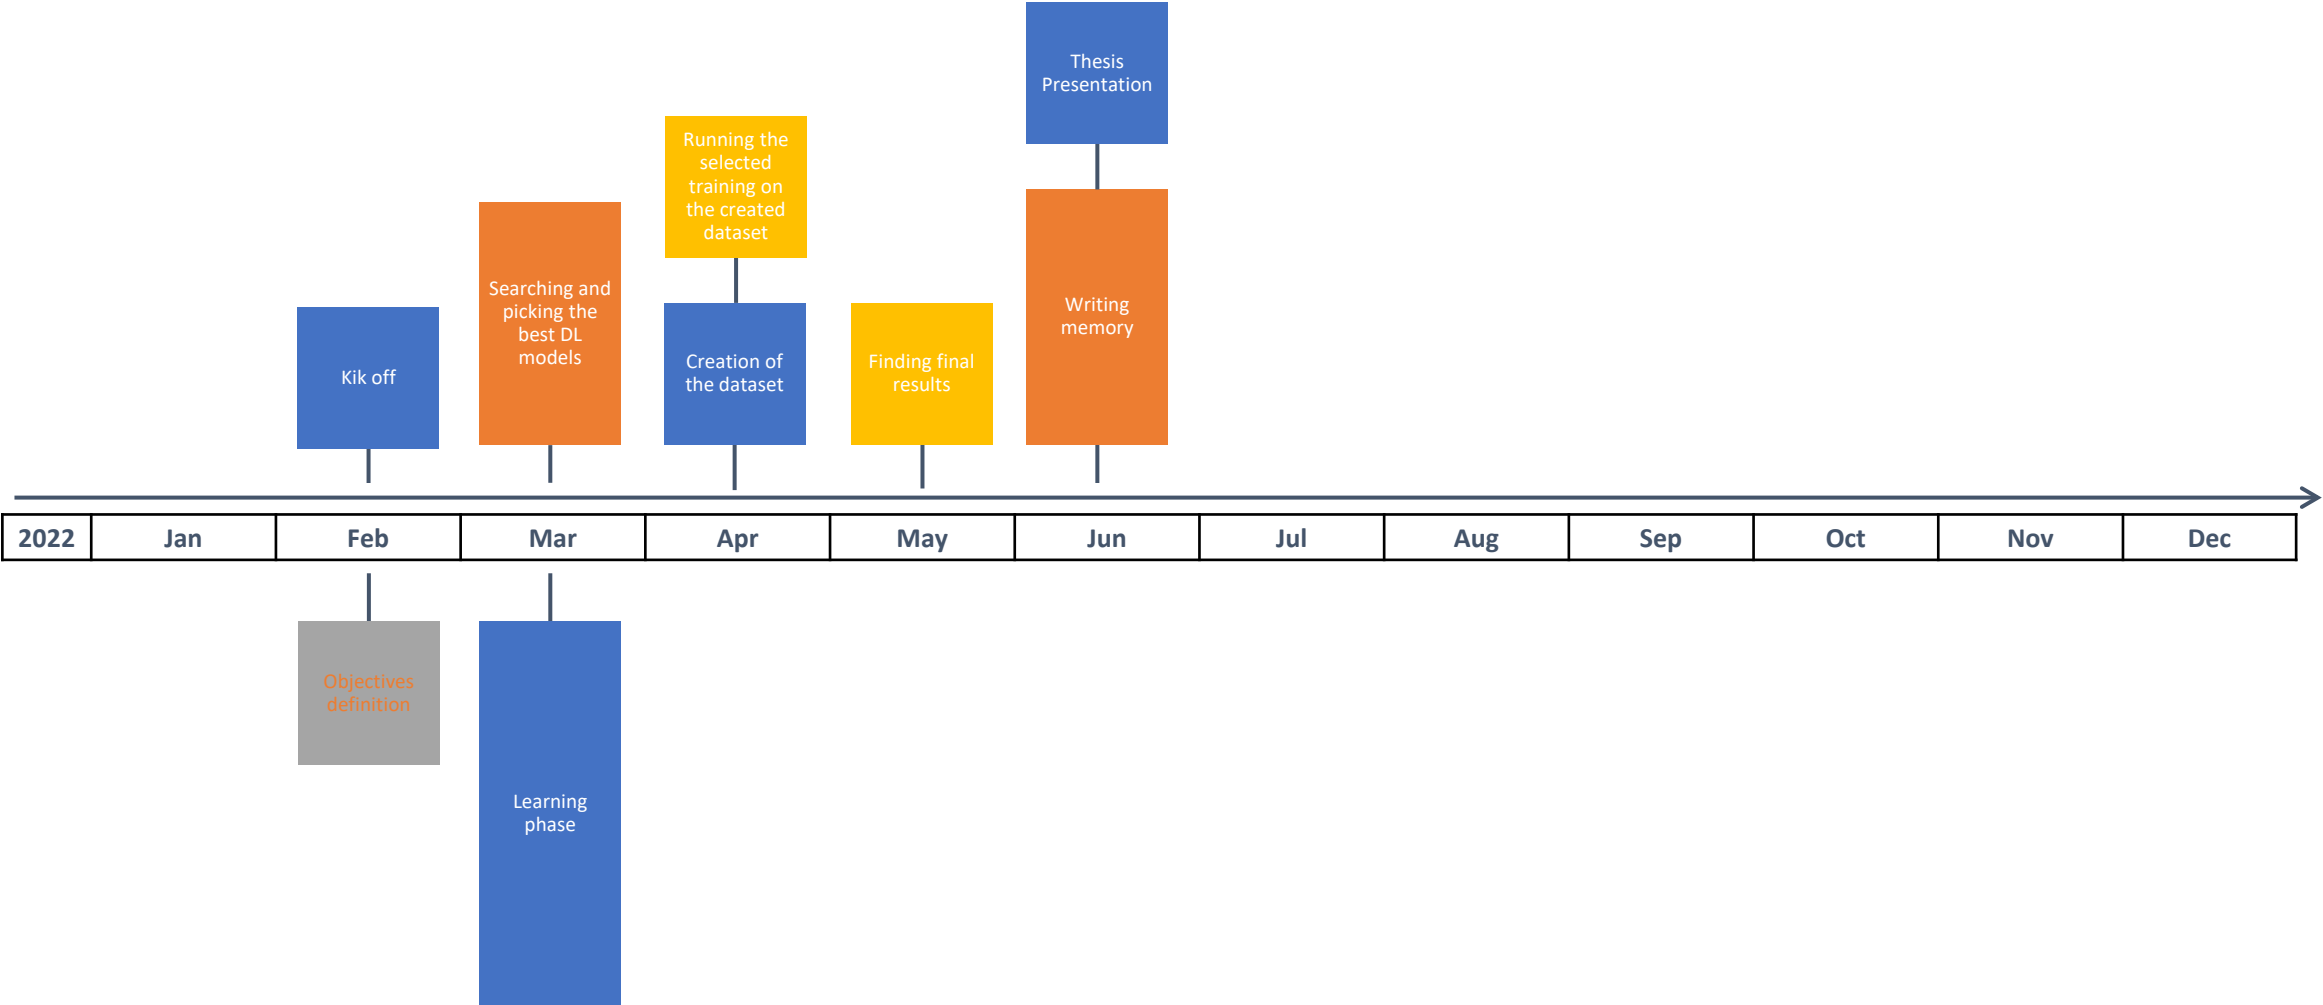 Thesis
Presentation
Running the
selected
training on
the created
dataset
Searching and
picking the
best DL
models
Kik off
Creation of
the dataset
Finding final
results
Writing
memory
2022 Jan Feb Mar Apr May Jun Jul Aug Sep Oct Nov Dec
Objectives
definition
Learning
phase